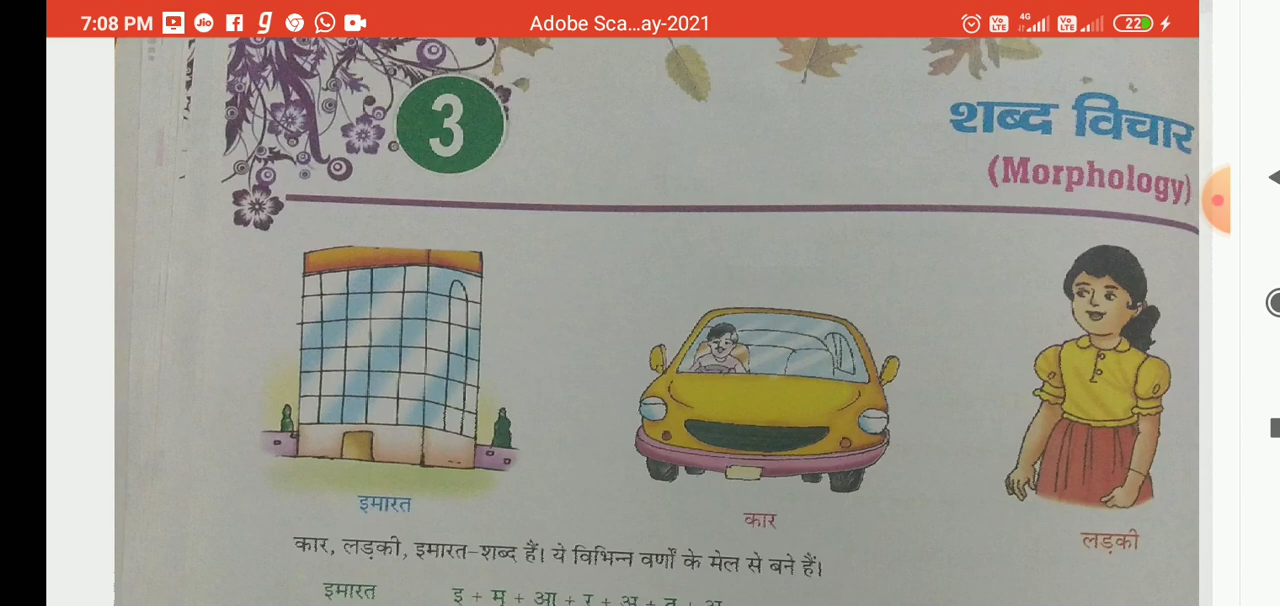 7:08 PM Adobe Sca...ay-2021 4G 22
3
शब्द विचार
(Morphology)
इमारत
कार
लड़की
कार, लड़की, इमारत-शब्द हैं। ये विभिन्न वर्णों के मेल से बने हैं।
इमारत इ + म् + आ + र + अ + त + अ